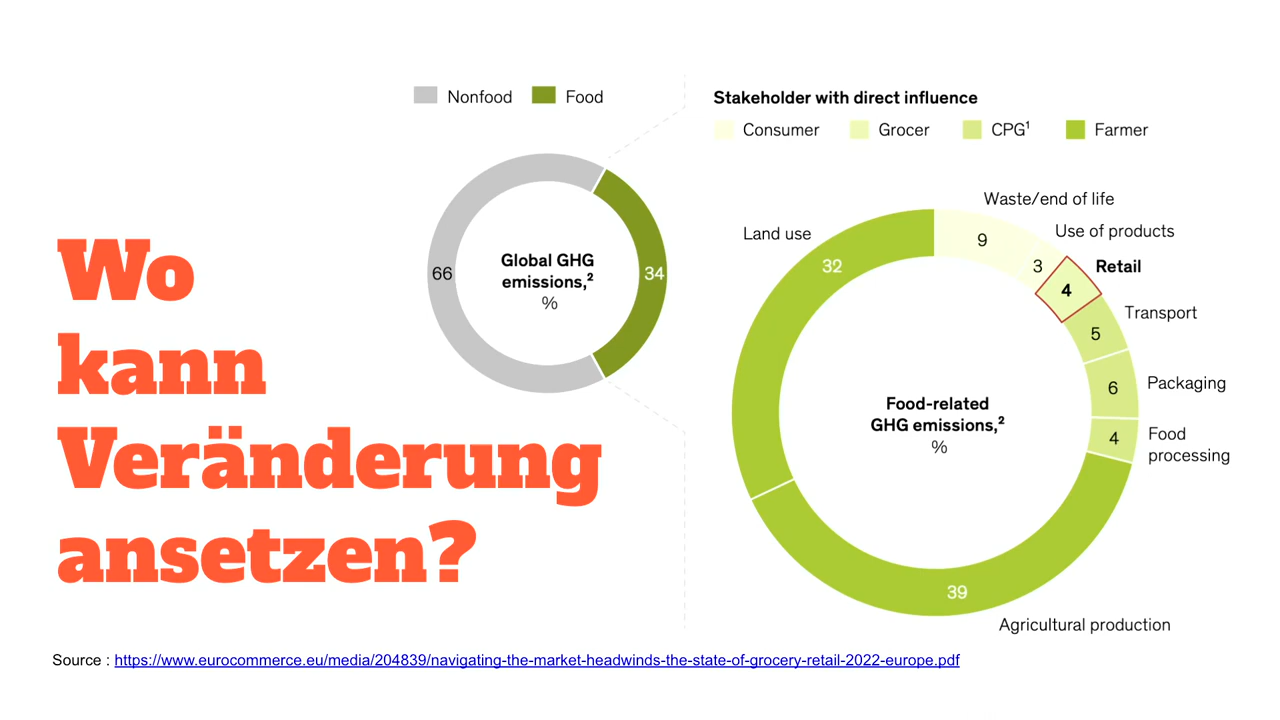 Wo
kann
Veränderung
ansetzen?
Nonfood
Food
66
34
Global GHG
emissions,²
%
Stakeholder with direct influence
Consumer
Grocer
CPG¹
Farmer
Waste/end of life
Use of products
Retail
Transport
Packaging
Food
processing
Agricultural production
Land use
9
3
4
5
6
4
39
32
Food-related
GHG emissions,²
%
Source : https://www.eurocommerce.eu/media/204839/navigating-the-market-headwinds-the-state-of-grocery-retail-2022-europe.pdf